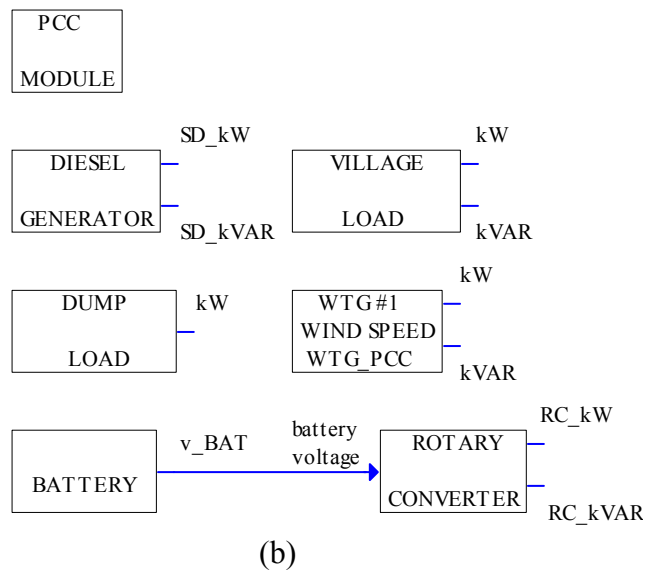 PCC
MODULE
SD_kW
DIESEL
GENERATOR
SD_kVAR
kW
VILLAGE
LOAD
kVAR
DUMP
LOAD
kW
kW
WTG#1
WIND SPEED
WTG_PCC
kVAR
BATTERY
v_BAT
battery
voltage
ROTARY
CONVERTER
RC_kW
RC_kVAR
(b)